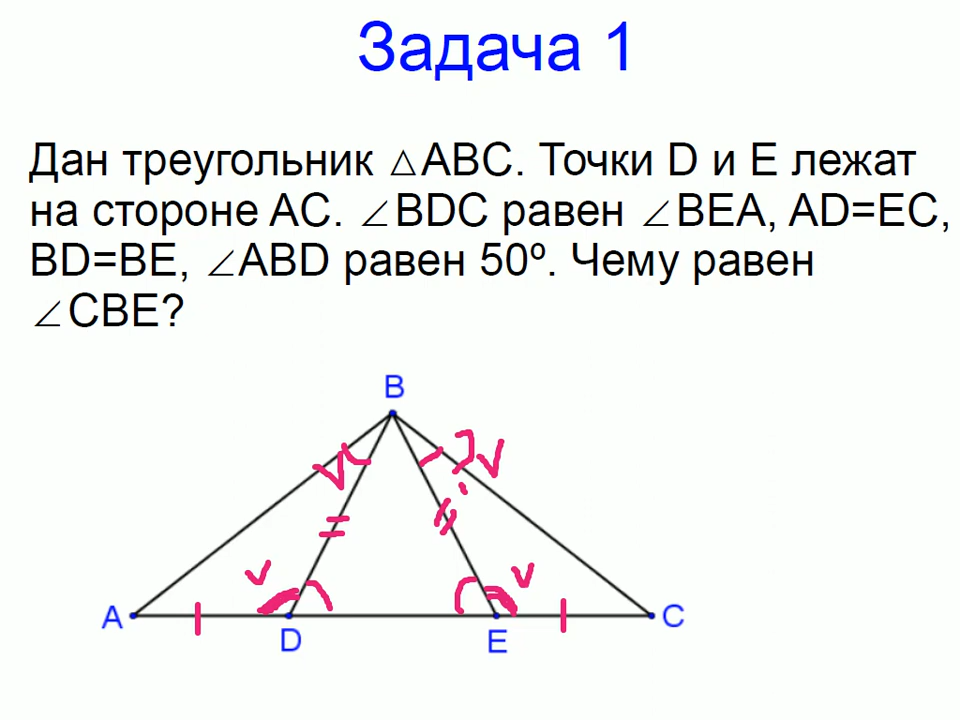 Задача 1
Дан треугольник △ABC. Точки D и E лежат
на стороне AC. ∠BDC равен ∠BEA, AD=EC,
BD=BE, ∠ABD равен 50º. Чему равен
∠CBE?
B
?
A
D
E
C